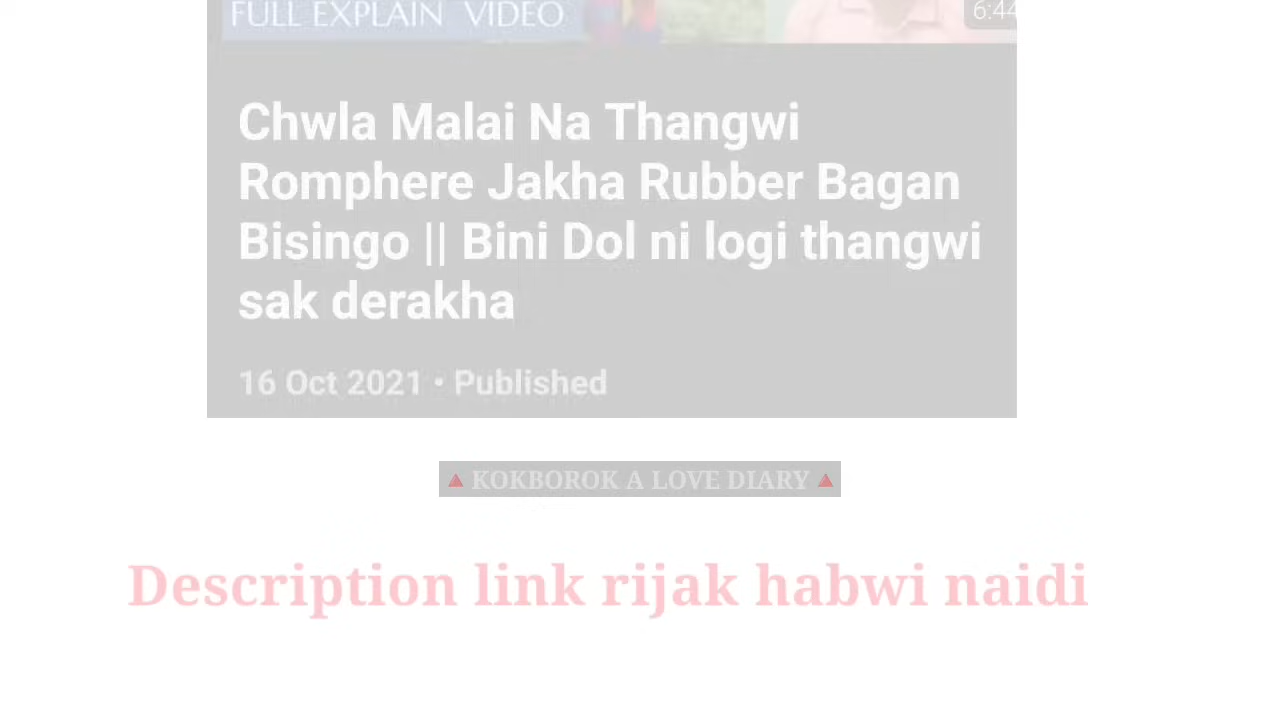 FULL EXPLAIN VIDEO
6:44
Chwla Malai Na Thangwi
Romphere Jakha Rubber Bagan
Bisingo || Bini Dol ni logi thangwi
sak derakha
16 Oct 2021 • Published
🔺KOKBOROK A LOVE DIARY🔺
Description link rijak habwi naidi